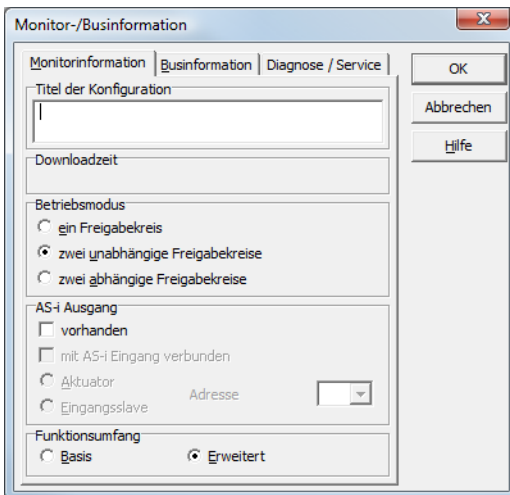 Monitor-/Businformation
Monitorinformation
Businformation
Diagnose / Service
OK
Abbrechen
Hilfe
Titel der Konfiguration
Downloadzeit
Betriebsmodus
ein Freigabekreis
zwei unabhängige Freigabekreise
zwei abhängige Freigabekreise
AS-i Ausgang
vorhanden
mit AS-i Eingang verbunden
Aktuator
Adresse
Eingangsslave
Funktionsumfang
Basis
Erweitert